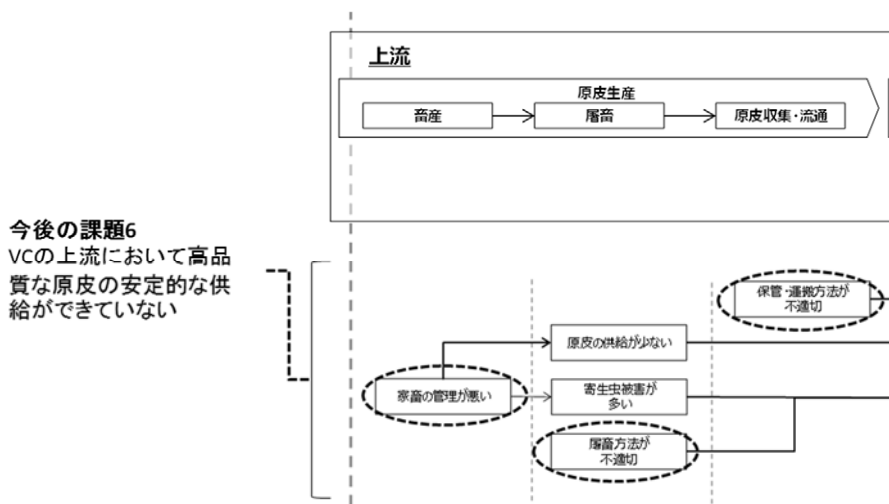 上流
原皮生産
畜産
屠畜
原皮収集・流通
今後の課題6
VCの上流において高品
質な原皮の安定的な供
給ができていない
保管・運搬方法が
不適切
原皮の供給が少ない
家畜の管理が悪い
寄生虫被害が
多い
屠畜方法が
不適切